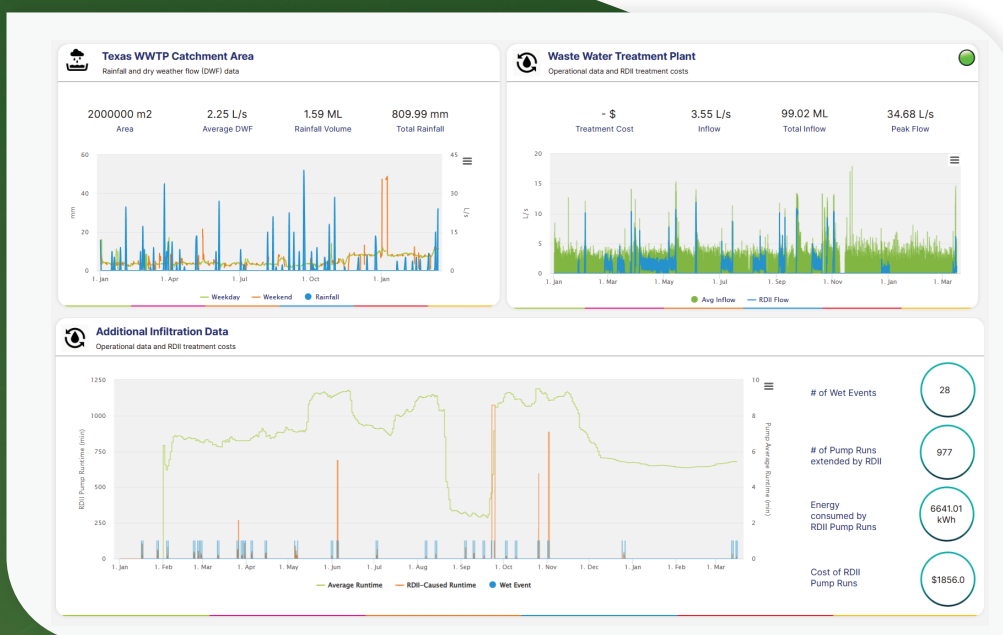 Texas WWTP Catchment Area
Rainfall and dry weather flow (DWF) data
2000000 m2
2.25 L/s
1.59 ML
809.99 mm
Area
Average DWF
Rainfall Volume
Total Rainfall
60
45
40
30
mm
L/s
20
15
0
0
1. Jan
1. Apr
1. Jul
1. Oct
1. Jan
Weekday
Weekend
Rainfall
Waste Water Treatment Plant
Operational data and RDII treatment costs
- $
3.55 L/s
99.02 ML
34.68 L/s
Treatment Cost
Inflow
Total Inflow
Peak Flow
20
15
L/s
10
5
0
1. Jan
1. Mar
1. May
1. Jul
1. Sep
1. Nov
1. Jan
1. Mar
Avg Inflow
RDII Flow
Additional Infiltration Data
Operational data and RDII treatment costs
1250
1000
750
500
250
0
RDII Pump Runtime (min)
10
8
6
4
2
0
Pump Average Runtime (min)
1. Jan
1. Feb
1. Mar
1. Apr
1. May
1. Jun
1. Jul
1. Aug
1. Sep
1. Oct
1. Nov
1. Dec
1. Jan
1. Feb
1. Mar
Average Runtime
RDII-Caused Runtime
Wet Event
# of Wet Events
28
# of Pump Runs
extended by RDII
977
Energy
consumed by
RDII Pump Runs
6641.01
kWh
Cost of RDII
Pump Runs
$1856.0